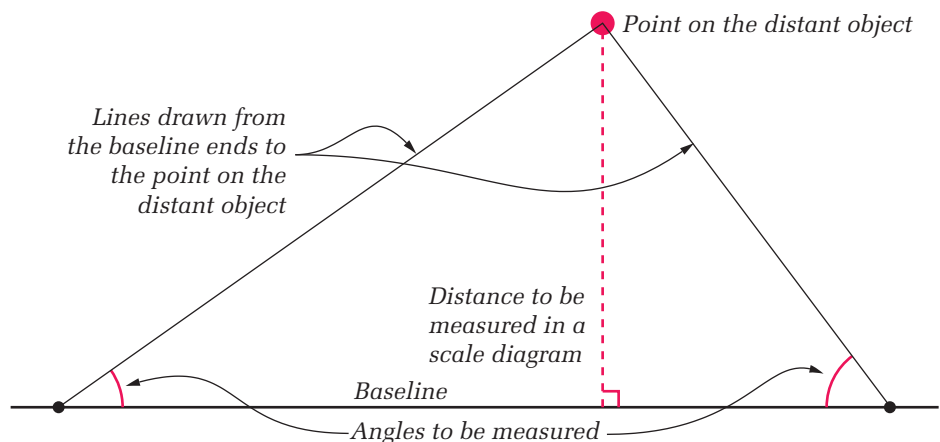 Point on the distant object
Lines drawn from
the baseline ends to
the point on the
distant object
Distance to be
measured in a
scale diagram
Baseline
Angles to be measured